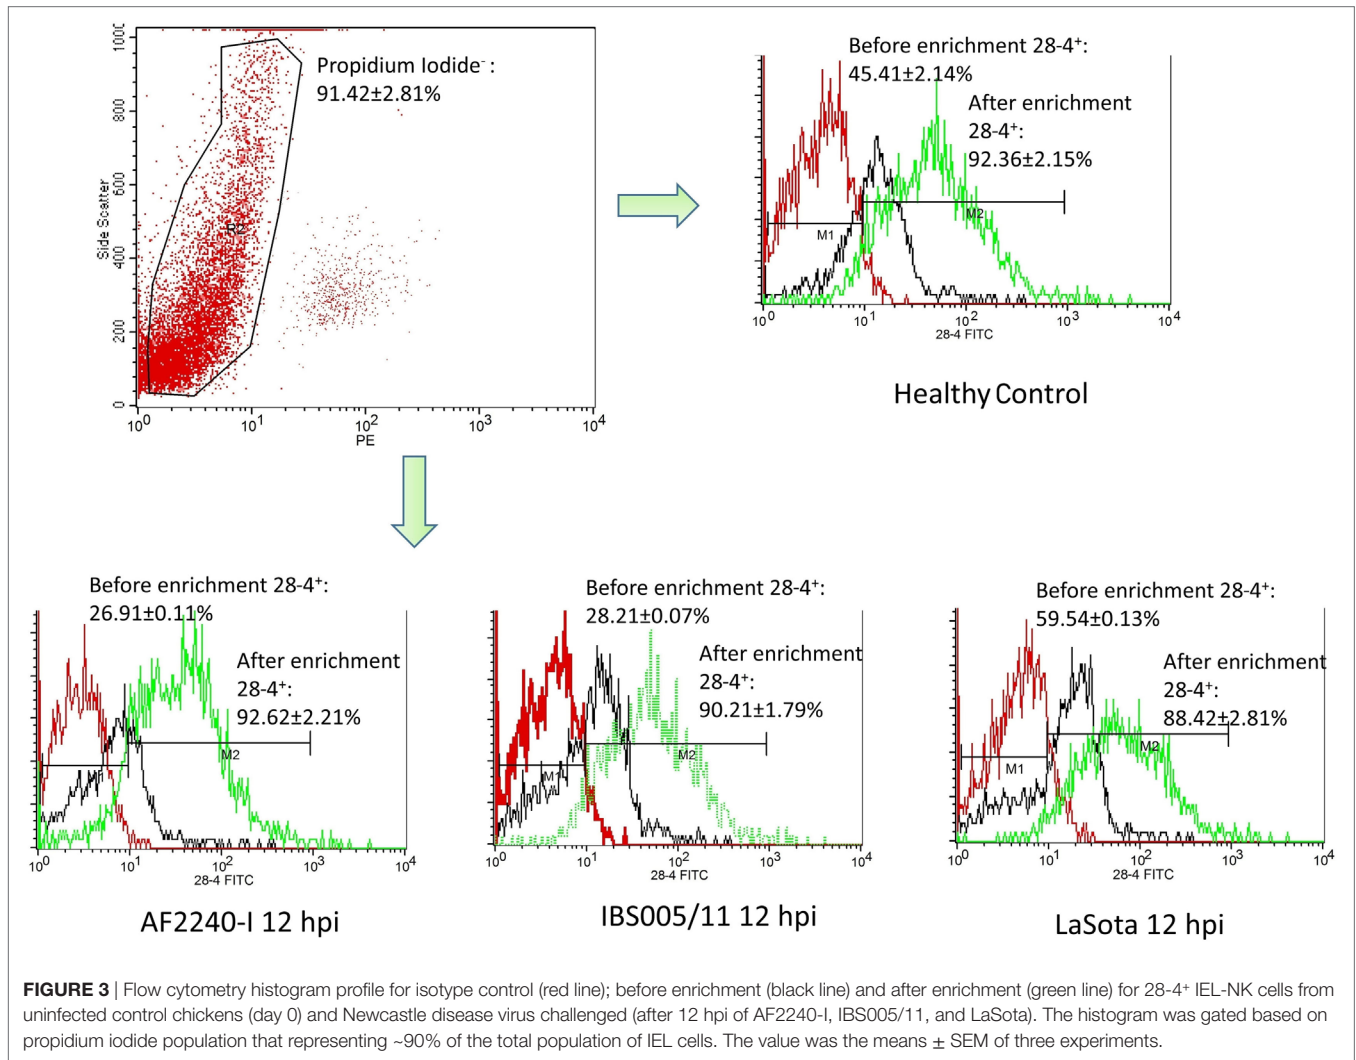 1000
800
600
400
200
0
Side Scatter
R2
Propidium Iodide⁻ :
91.42±2.81%
10⁰ 10¹ 10² 10³ 10⁴
PE
Before enrichment 28-4⁺:
45.41±2.14%
After enrichment
28-4⁺:
92.36±2.15%
M1
M2
10⁰ 10¹ 10² 10³ 10⁴
28-4 FITC
Healthy Control
Before enrichment 28-4⁺:
26.91±0.11%
After enrichment
28-4⁺:
92.62±2.21%
M2
10⁰ 10¹ 10² 10³ 10⁴
28-4 FITC
AF2240-I 12 hpi
Before enrichment 28-4⁺:
28.21±0.07%
After enrichment
28-4⁺:
90.21±1.79%
M1
M2
10⁰ 10¹ 10² 10³ 10⁴
28-4 FITC
IBS005/11 12 hpi
Before enrichment 28-4⁺:
59.54±0.13%
After enrichment
28-4⁺:
88.42±2.81%
M1
M2
10⁰ 10¹ 10² 10³ 10⁴
28-4 FITC
LaSota 12 hpi
FIGURE 3 | Flow cytometry histogram profile for isotype control (red line); before enrichment (black line) and after enrichment (green line) for 28-4⁺ IEL-NK cells from
uninfected control chickens (day 0) and Newcastle disease virus challenged (after 12 hpi of AF2240-I, IBS005/11, and LaSota). The histogram was gated based on
propidium iodide population that representing ~90% of the total population of IEL cells. The value was the means ± SEM of three experiments.